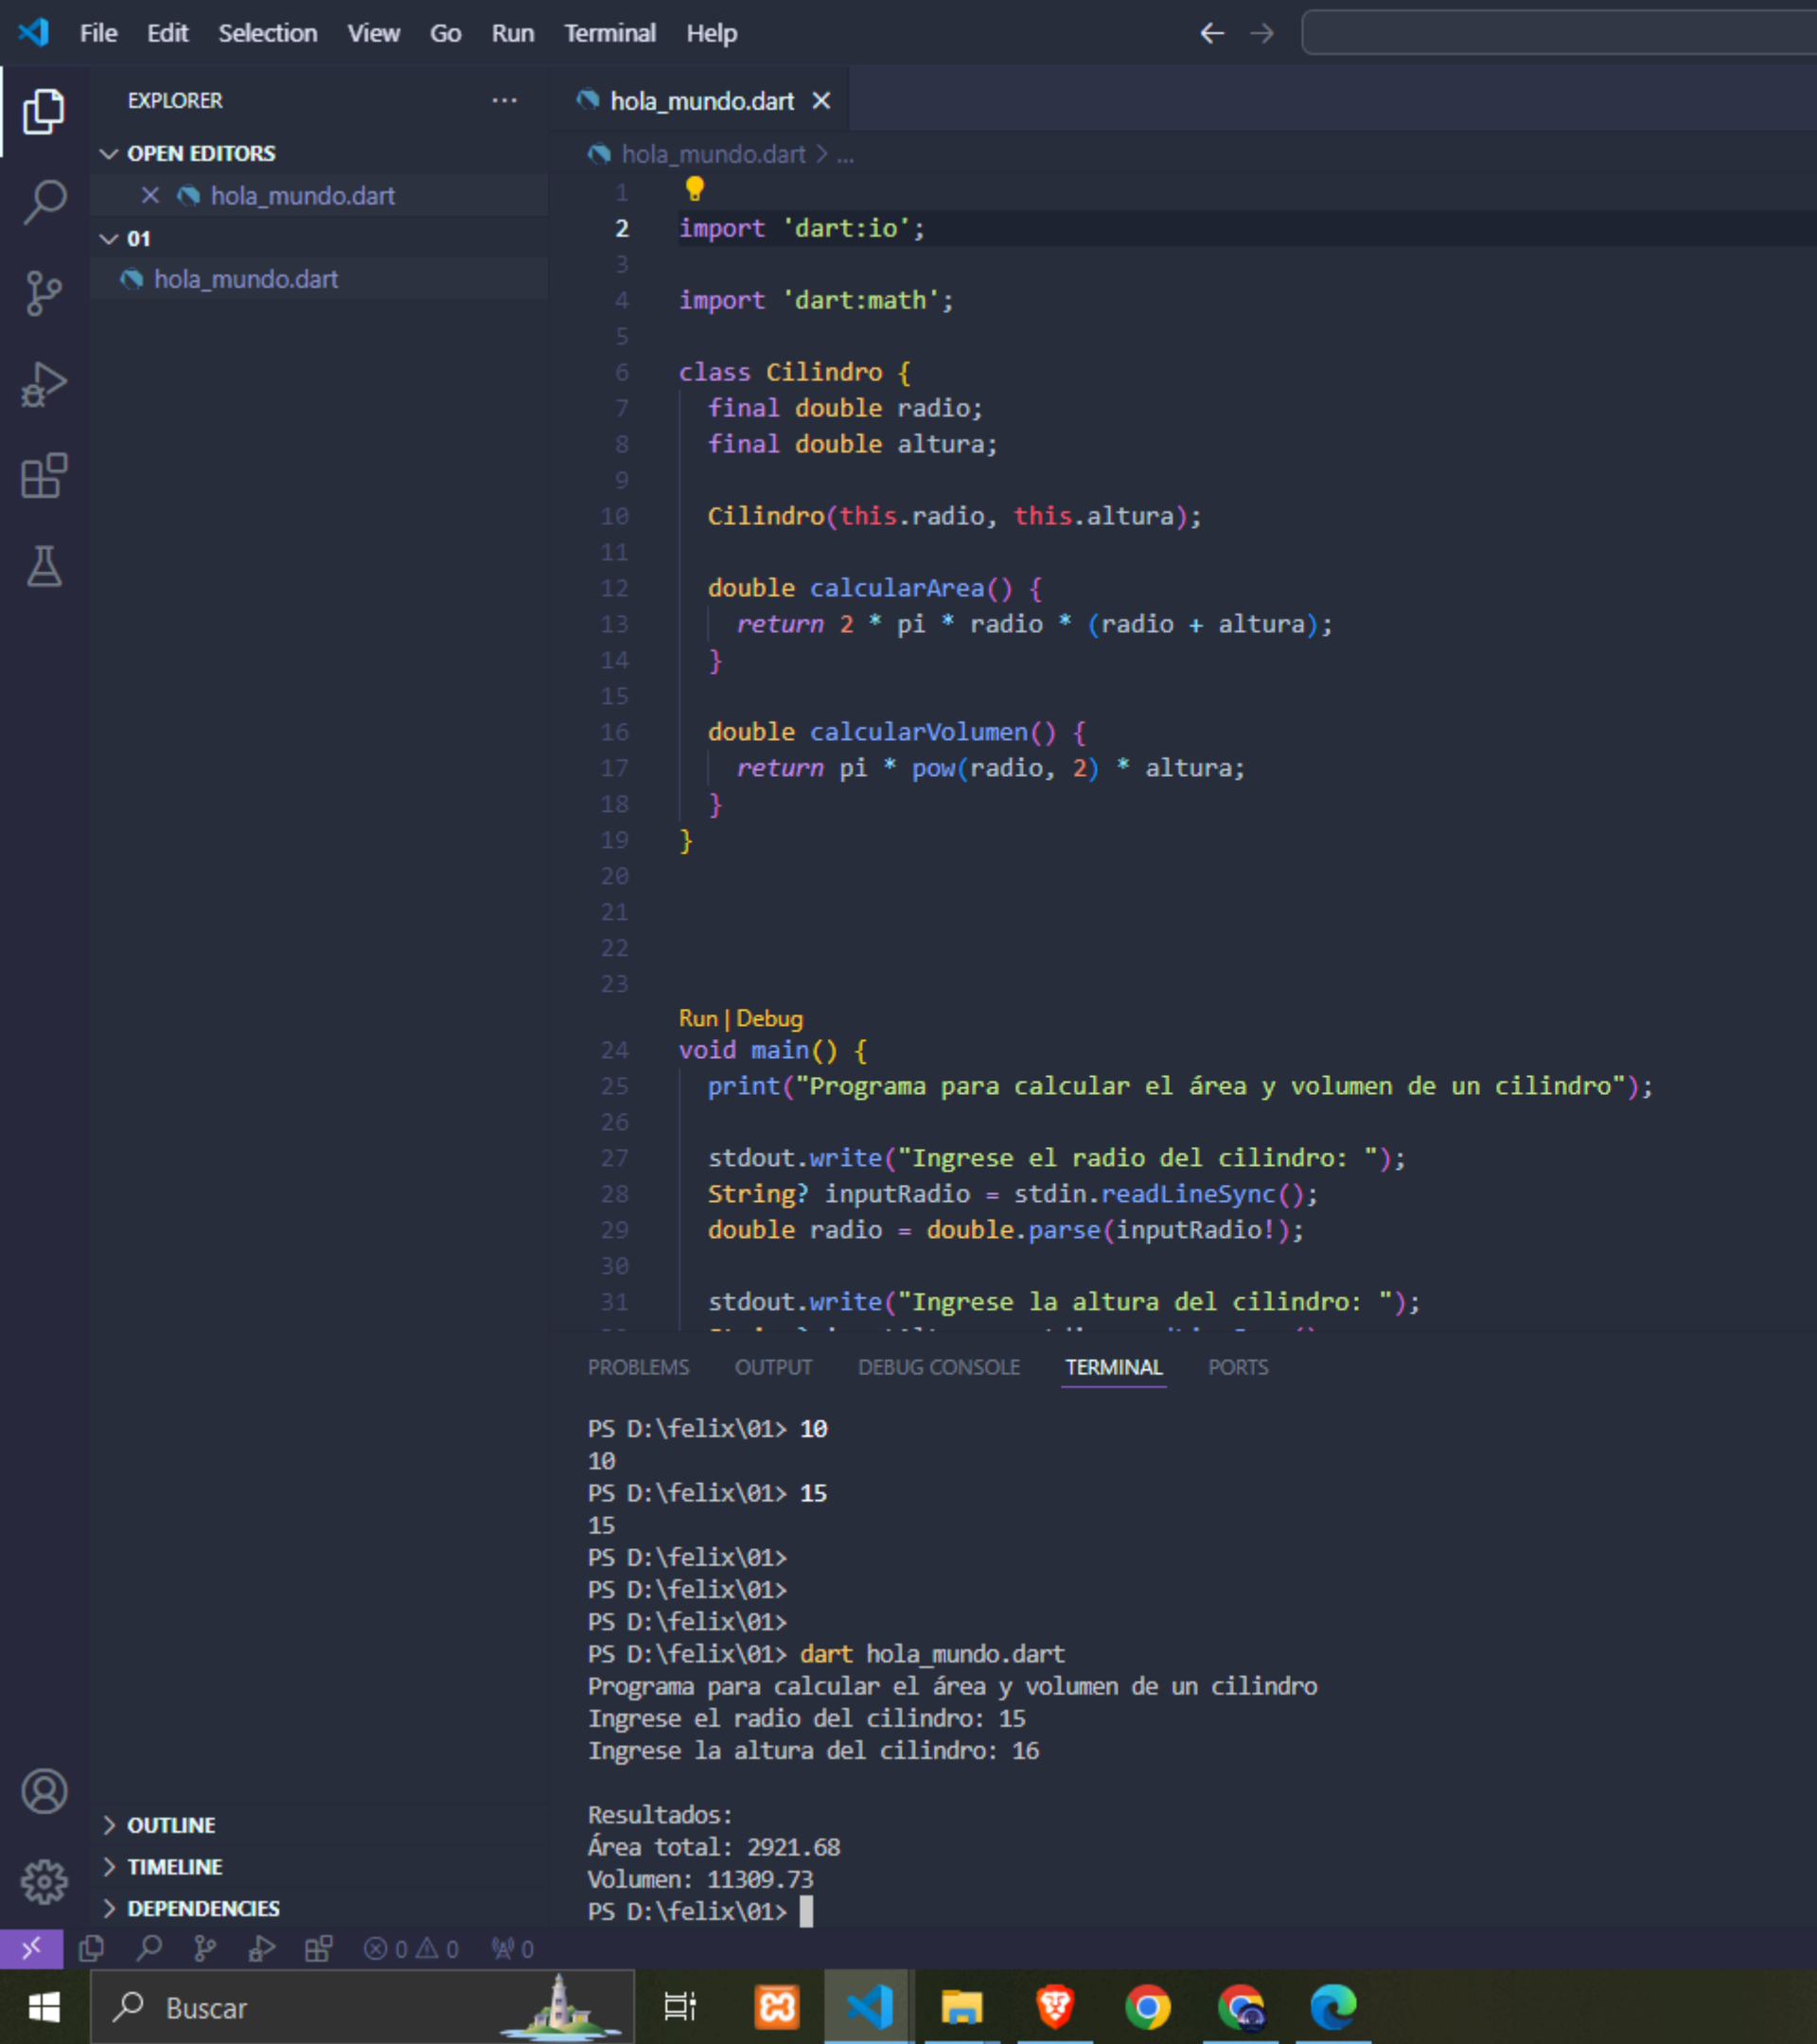 File Edit Selection View Go Run Terminal Help
EXPLORER
OPEN EDITORS
hola_mundo.dart
01
hola_mundo.dart
OUTLINE
TIMELINE
DEPENDENCIES
hola_mundo.dart
hola_mundo.dart > ...
1
2 import 'dart:io';
3
4 import 'dart:math';
5
6 class Cilindro {
7 final double radio;
8 final double altura;
9
10 Cilindro(this.radio, this.altura);
11
12 double calcularArea() {
13 return 2 * pi * radio * (radio + altura);
14 }
15
16 double calcularVolumen() {
17 return pi * pow(radio, 2) * altura;
18 }
19 }
20
21
22
23
Run | Debug
24 void main() {
25 print("Programa para calcular el área y volumen de un cilindro");
26
27 stdout.write("Ingrese el radio del cilindro: ");
28 String? inputRadio = stdin.readLineSync();
29 double radio = double.parse(inputRadio!);
30
31 stdout.write("Ingrese la altura del cilindro: ");
PROBLEMS OUTPUT DEBUG CONSOLE TERMINAL PORTS
PS D:\felix\01> 10
10
PS D:\felix\01> 15
15
PS D:\felix\01>
PS D:\felix\01>
PS D:\felix\01>
PS D:\felix\01> dart hola_mundo.dart
Programa para calcular el área y volumen de un cilindro
Ingrese el radio del cilindro: 15
Ingrese la altura del cilindro: 16
Resultados:
Área total: 2921.68
Volumen: 11309.73
PS D:\felix\01>
0 0 0
Buscar